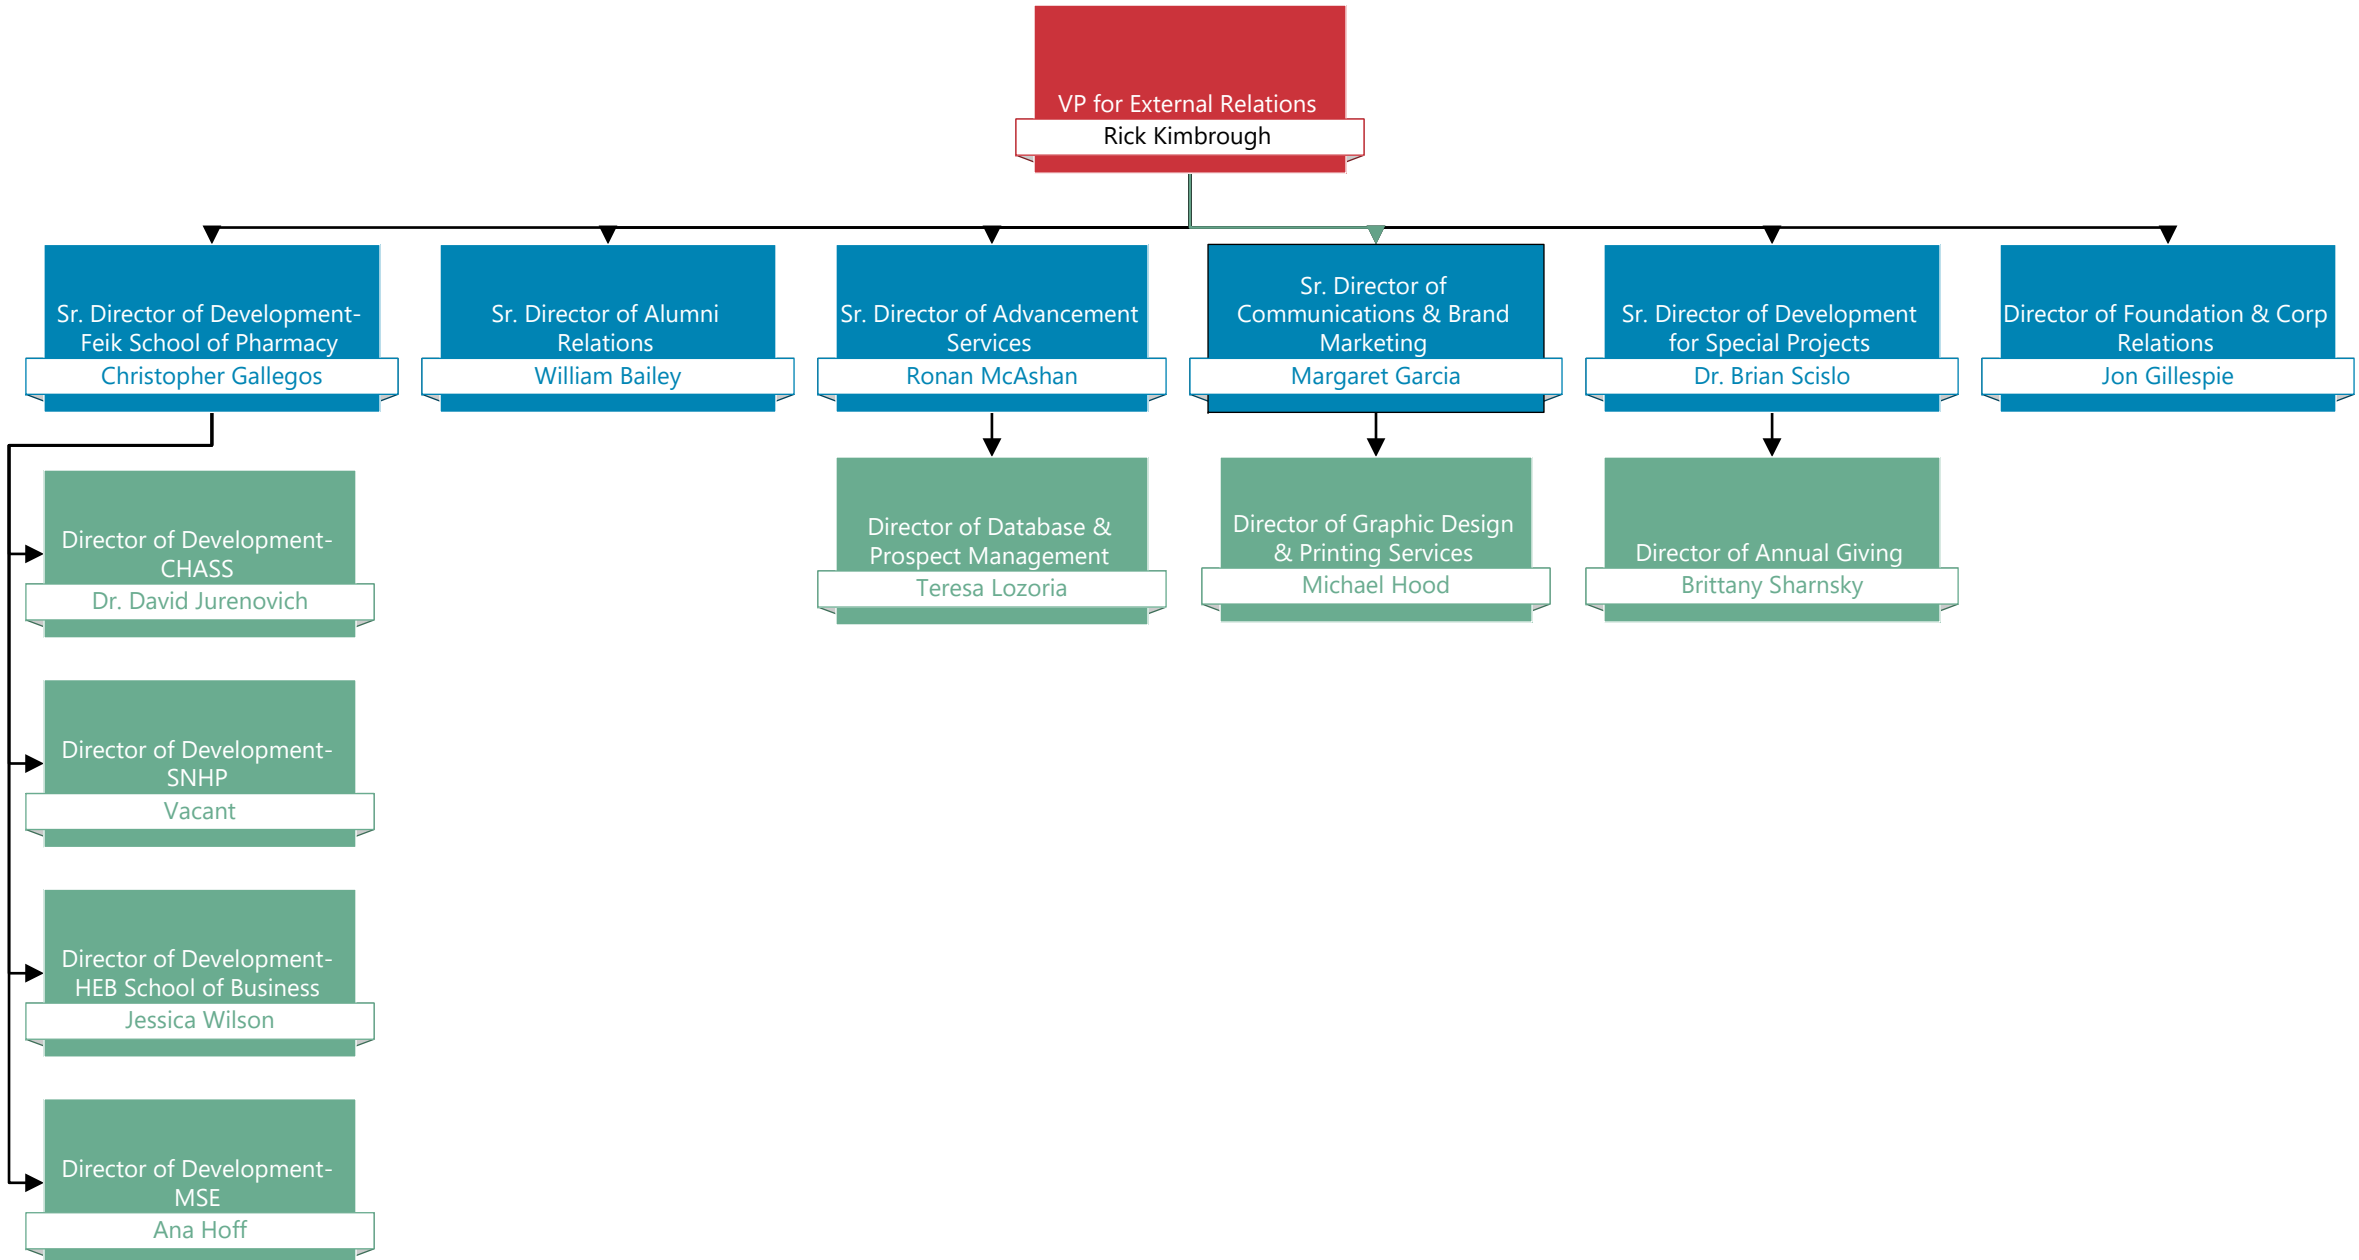 VP for External Relations
Rick Kimbrough
Sr. Director of Development-
Feik School of Pharmacy
Christopher Gallegos
Sr. Director of Alumni
Relations
William Bailey
Sr. Director of Advancement
Services
Ronan McAshan
Sr. Director of
Communications & Brand
Marketing
Margaret Garcia
Sr. Director of Development
for Special Projects
Dr. Brian Scislo
Director of Foundation & Corp
Relations
Jon Gillespie
Director of Development-
CHASS
Dr. David Jurenovich
Director of Database &
Prospect Management
Teresa Lozoria
Director of Graphic Design
& Printing Services
Michael Hood
Director of Annual Giving
Brittany Sharnsky
Director of Development-
SNHP
Vacant
Director of Development-
HEB School of Business
Jessica Wilson
Director of Development-
MSE
Ana Hoff